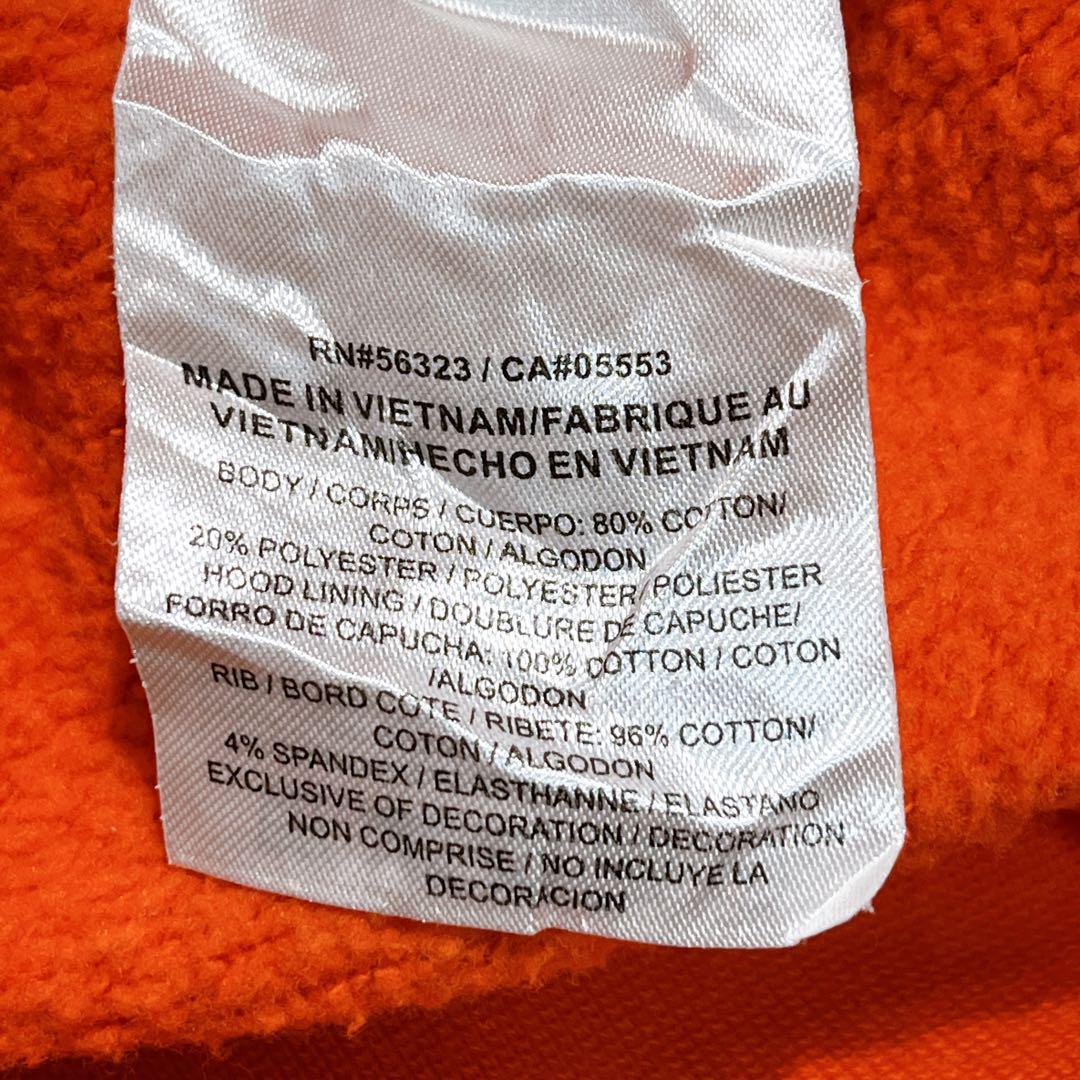 RN#56323 / CA#05553
MADE IN VIETNAM/FABRIQUE AU
VIETNAM/HECHO EN VIETNAM
BODY / CORPS / CUERPO: 80% COTTON/
COTON / ALGODON
20% POLYESTER / POLYESTER/ POLIESTER
HOOD LINING / DOUBLURE DE CAPUCHE/
FORRO DE CAPUCHA: 100% COTTON / COTON
/ALGODON
RIB / BORD COTE / RIBETE: 96% COTTON/
COTON / ALGODON
4% SPANDEX / ELASTHANNE / ELASTANO
EXCLUSIVE OF DECORATION / DECORATION
NON COMPRISE / NO INCLUYE LA
DECORACION